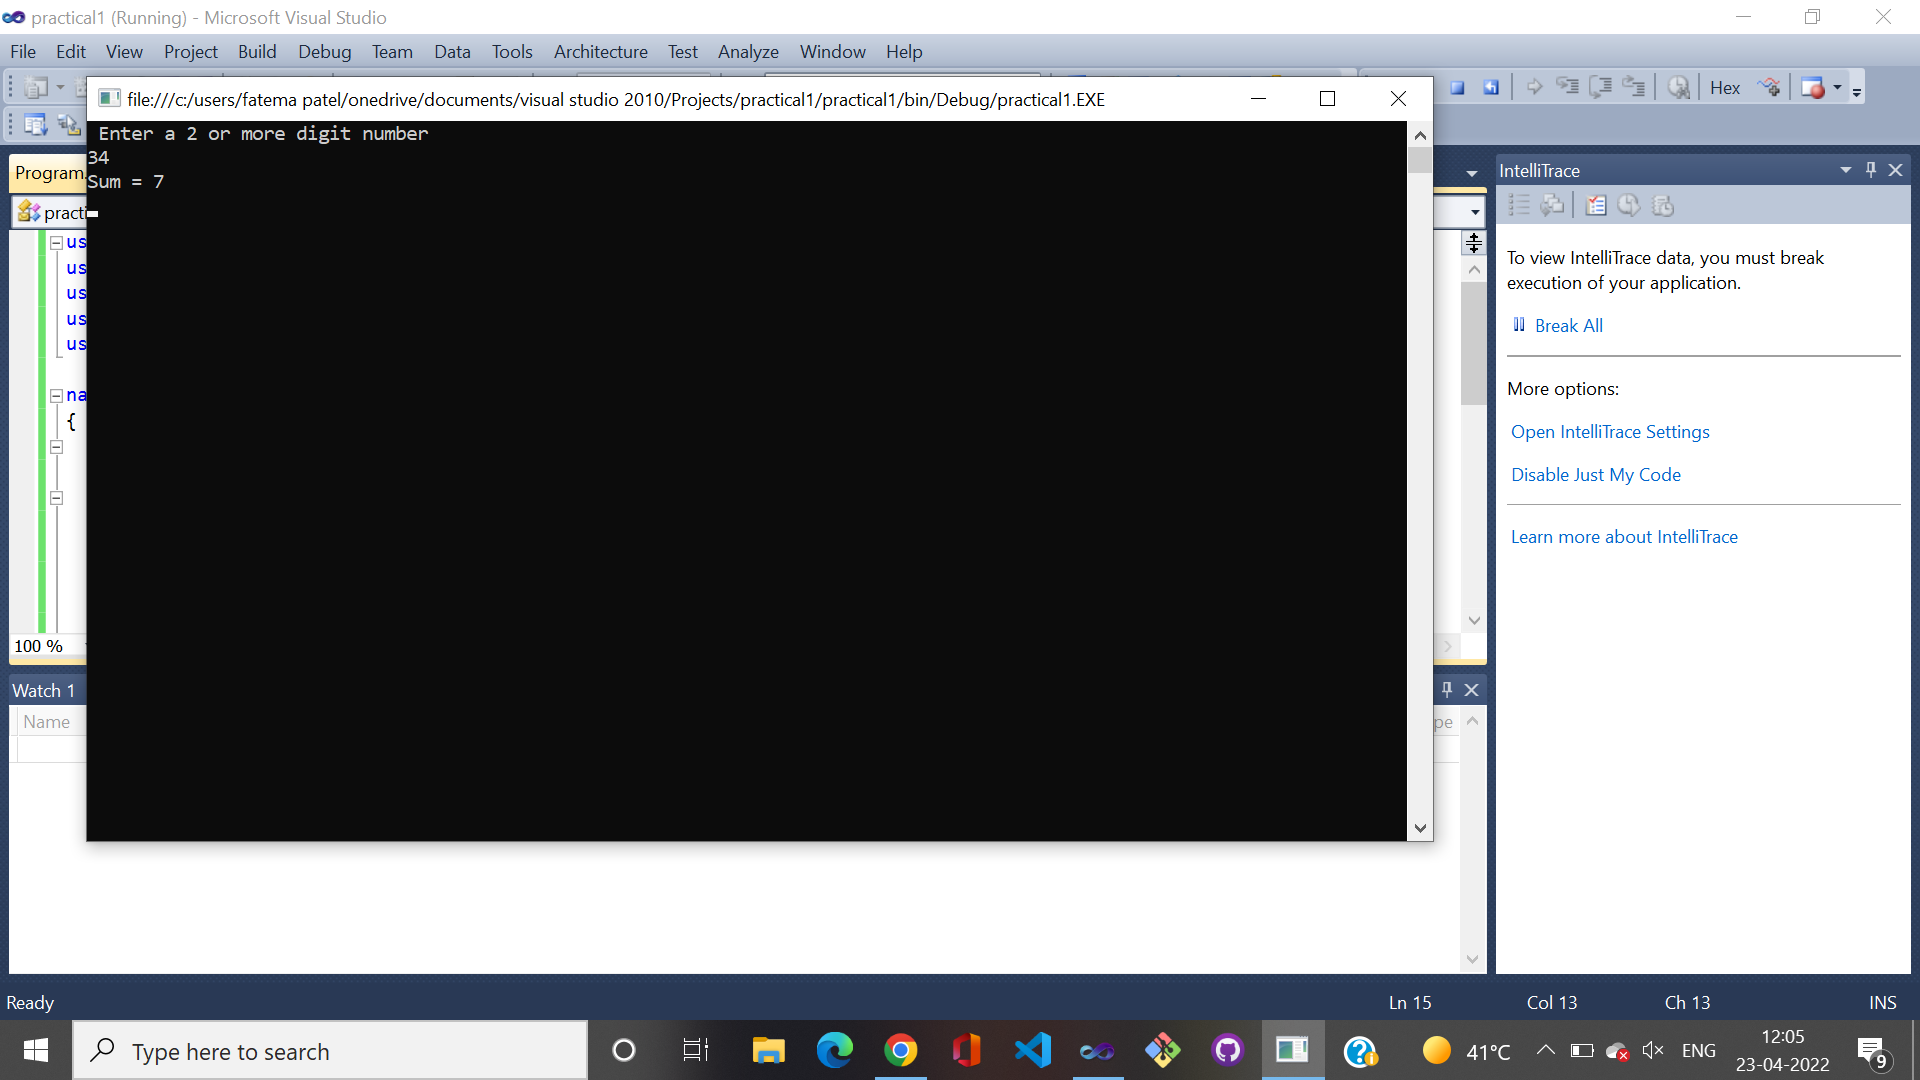 practical1 (Running) - Microsoft Visual Studio
File Edit View Project Build Debug Team Data Tools Architecture Test Analyze Window Help
Hex
file:///c:/users/fatema patel/onedrive/documents/visual studio 2010/Projects/practical1/practical1/bin/Debug/practical1.EXE
Enter a 2 or more digit number
34
Sum = 7
Program
practi
us
us
us
us
us
na
{
100 %
Watch 1
Name
pe
IntelliTrace
To view IntelliTrace data, you must break
execution of your application.
Break All
More options:
Open IntelliTrace Settings
Disable Just My Code
Learn more about IntelliTrace
Ready Ln 15 Col 13 Ch 13 INS
Type here to search
41°C
ENG
12:05
23-04-2022
9